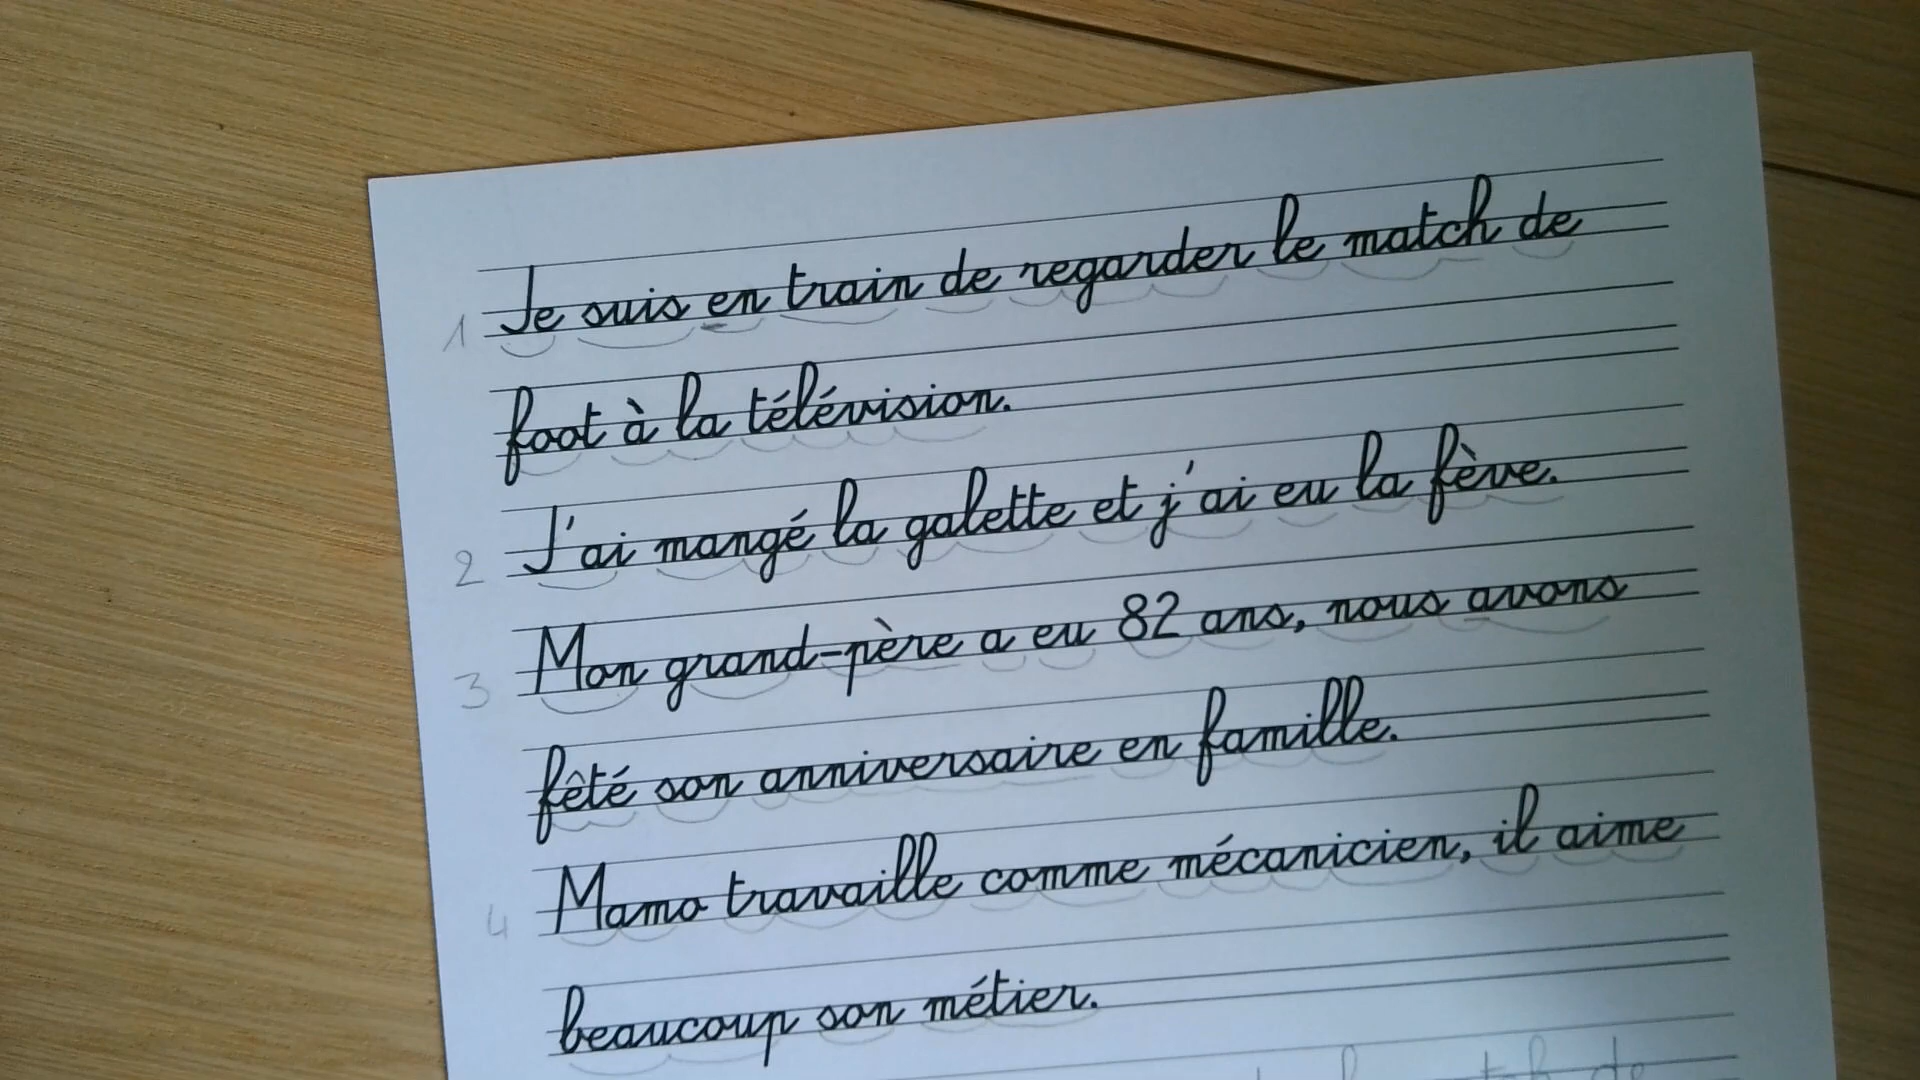 1 Je suis en train de regarder le match de
foot à la télévision.
2 J'ai mangé la galette et j'ai eu la fève.
3 Mon grand-père a eu 82 ans, nous avons
fêté son anniversaire en famille.
4 Mamo travaille comme mécanicien, il aime
beaucoup son métier.
de